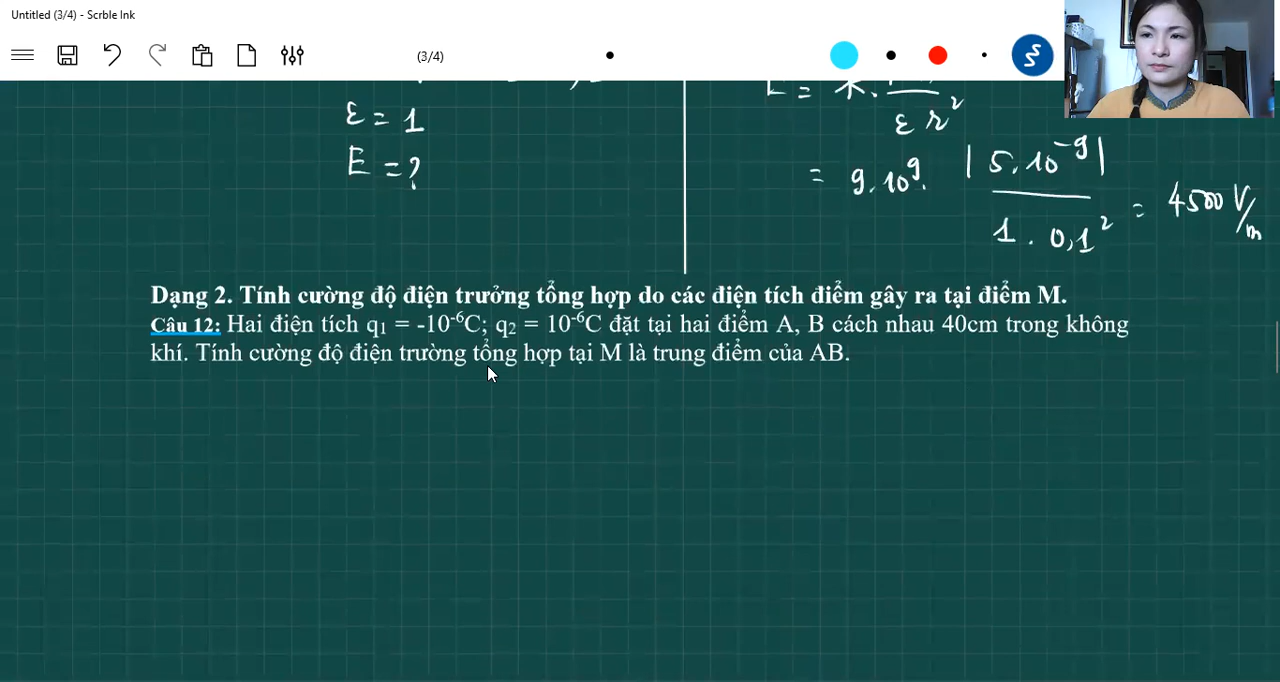 Untitled (3/4) - Scrble Ink
(3/4)
ε = 1
E = ?
ε r²
= 9.10⁹. |5.10⁻⁹| / 1 . 0,1² = 4500 V/m
Dạng 2. Tính cường độ điện trưởng tổng hợp do các điện tích điểm gây ra tại điểm M.
Câu 12: Hai điện tích q₁ = -10⁻⁶C; q₂ = 10⁻⁶C đặt tại hai điểm A, B cách nhau 40cm trong không
khí. Tính cường độ điện trường tổng hợp tại M là trung điểm của AB.